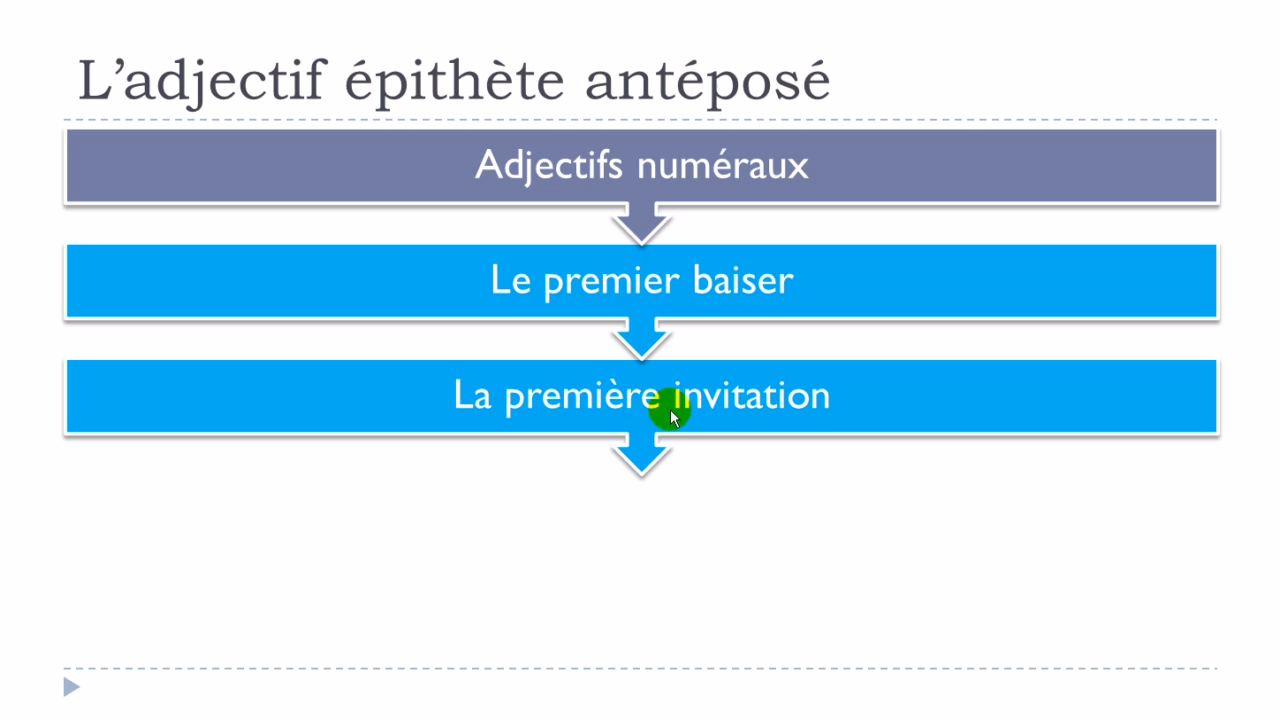 L’adjectif épithète antéposé
Adjectifs numéraux
Le premier baiser
La première invitation